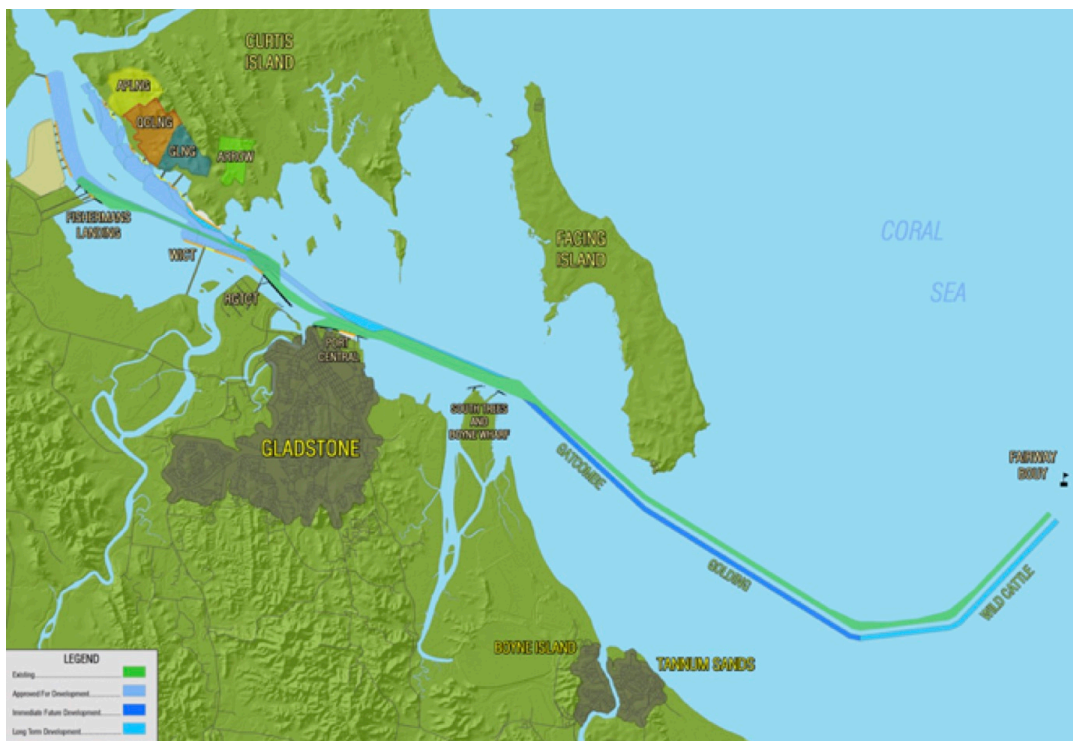 CURTIS
ISLAND
APLNG
QCLNG
GLNG
ARROW
FISHERMANS
LANDING
WICT
HGTCT
FACING
ISLAND
CORAL
SEA
PORT
CENTRAL
SOUTH TREES
AND
BOYNE WHARF
GLADSTONE
GATCOMBE
FAIRWAY
BOUY
GOLDING
WILD CATTLE
BOYNE ISLAND
TANNUM SANDS
LEGEND
Existing
Approved For Development
Immediate Future Development
Long Term Development